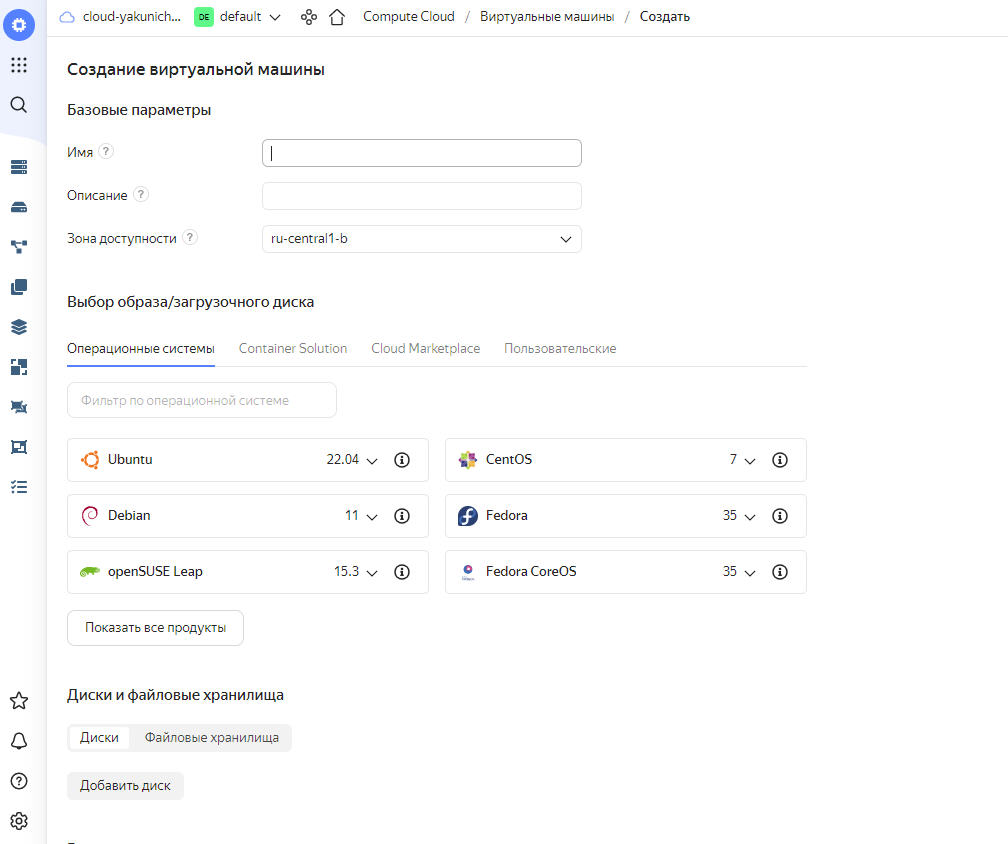 cloud-yakunich... DE default Compute Cloud / Виртуальные машины / Создать
Создание виртуальной машины
Базовые параметры
Имя ?
Описание ?
Зона доступности ? ru-central1-b
Выбор образа/загрузочного диска
Операционные системы Container Solution Cloud Marketplace Пользовательские
Фильтр по операционной системе
Ubuntu 22.04 CentOS 7
Debian 11 Fedora 35
openSUSE Leap 15.3 Fedora CoreOS 35
Показать все продукты
Диски и файловые хранилища
Диски Файловые хранилища
Добавить диск